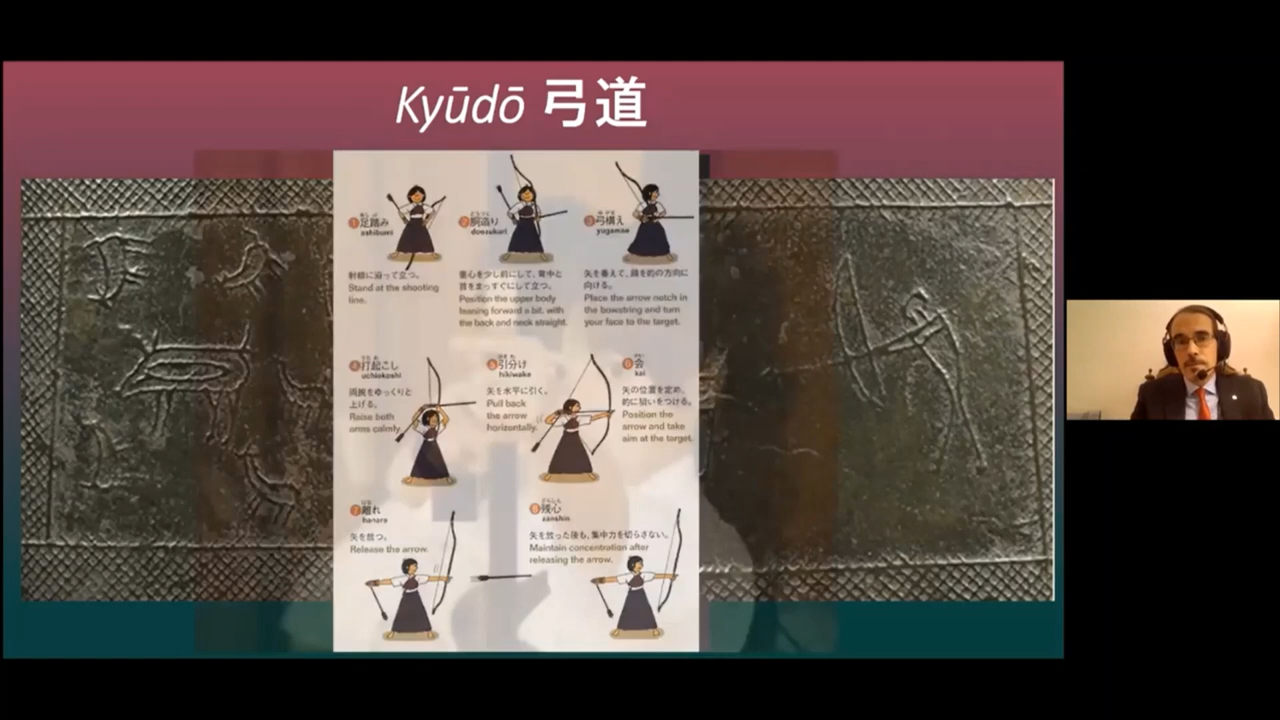 Kyūdō 弓道
1 足踏み
ashibumi
射線に沿って立つ。
Stand at the shooting
line.
2 胴造り
douzukuri
重心を少し前にして、背中と
首をまっすぐにして立つ。
Position the upper body
leaning forward a bit, with
the back and neck straight.
3 弓構え
yugamae
矢を番えて、顔を的の方向に
向ける。
Place the arrow notch in
the bowstring and turn
your face to the target.
4 打起こし
uchiokoshi
両腕をゆっくりと
上げる。
Raise both
arms calmly.
5 引分け
hikiwake
矢を水平に引く。
Pull back
the arrow
horizontally.
6 会
kai
矢の位置を定め、
的に狙いをつける。
Position the
arrow and take
aim at the target.
7 離れ
hanare
矢を放つ。
Release the arrow.
8 残心
zanshin
矢を放った後も、集中力を切らさない。
Maintain concentration after
releasing the arrow.